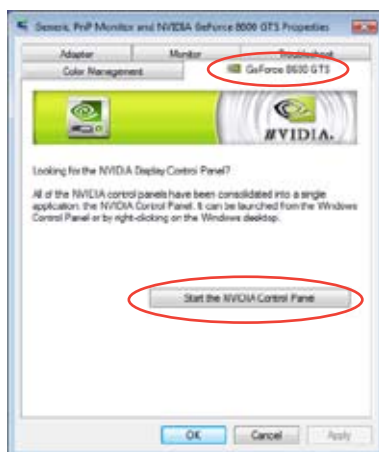 Generic PnP Monitor and NVIDIA GeForce 8600 GTS Properties
Adapter Monitor Troubleshoot
Color Management GeForce 8600 GTS
NVIDIA.
Looking for the NVIDIA Display Control Panel?
All of the NVIDIA control panels have been consolidated into a single
application: the NVIDIA Control Panel. It can be launched from the Windows
Control Panel or by right-clicking on the Windows desktop.
Start the NVIDIA Control Panel
OK Cancel Apply